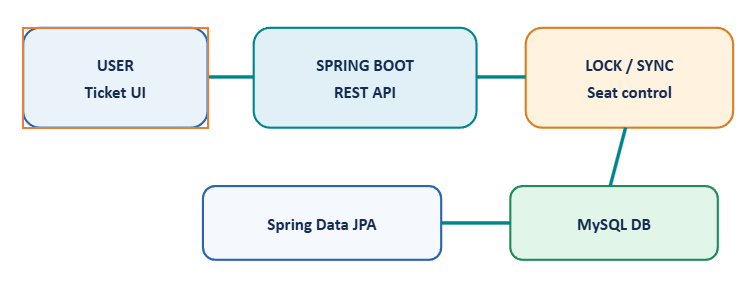 USER
Ticket UI
SPRING BOOT
REST API
LOCK / SYNC
Seat control
Spring Data JPA
MySQL DB